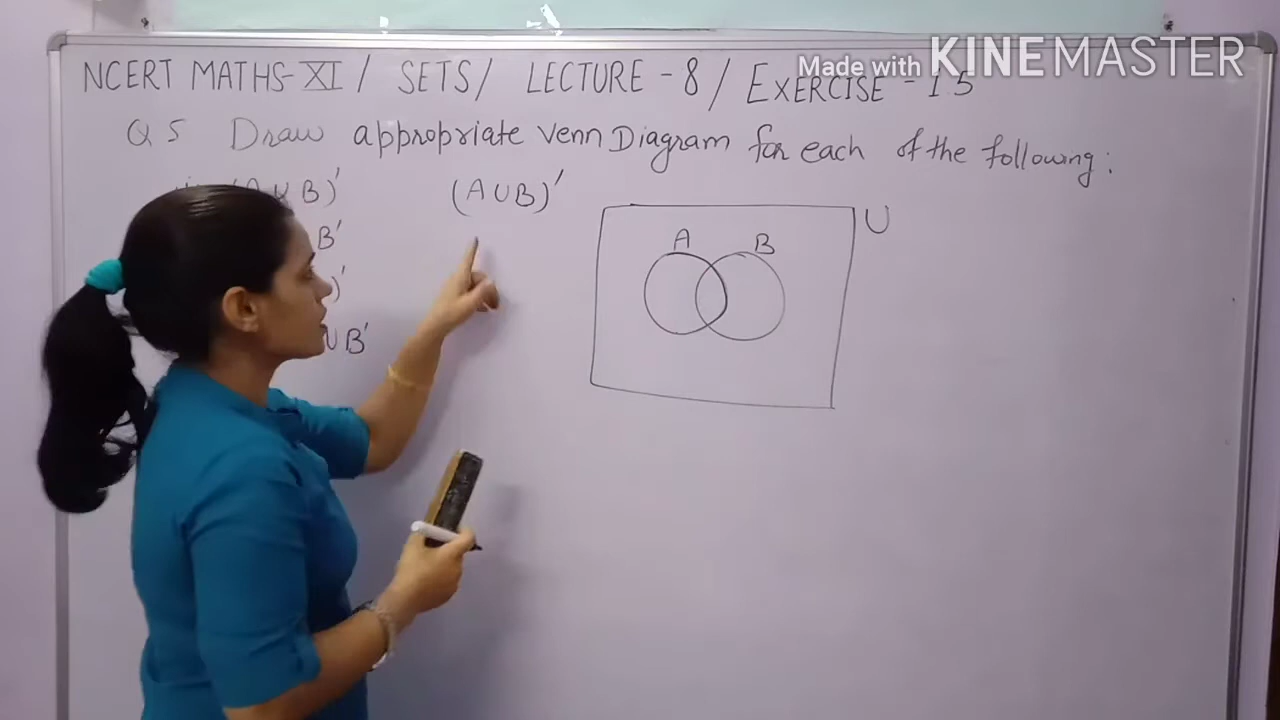 Made with KINEMASTER
NCERT MATHS-XI / SETS / LECTURE - 8 / EXERCISE - 1.5
Q 5 Draw appropriate Venn Diagram for each of the following:
B)' (A∪B)'
U
A B
B'
)'
∪B'